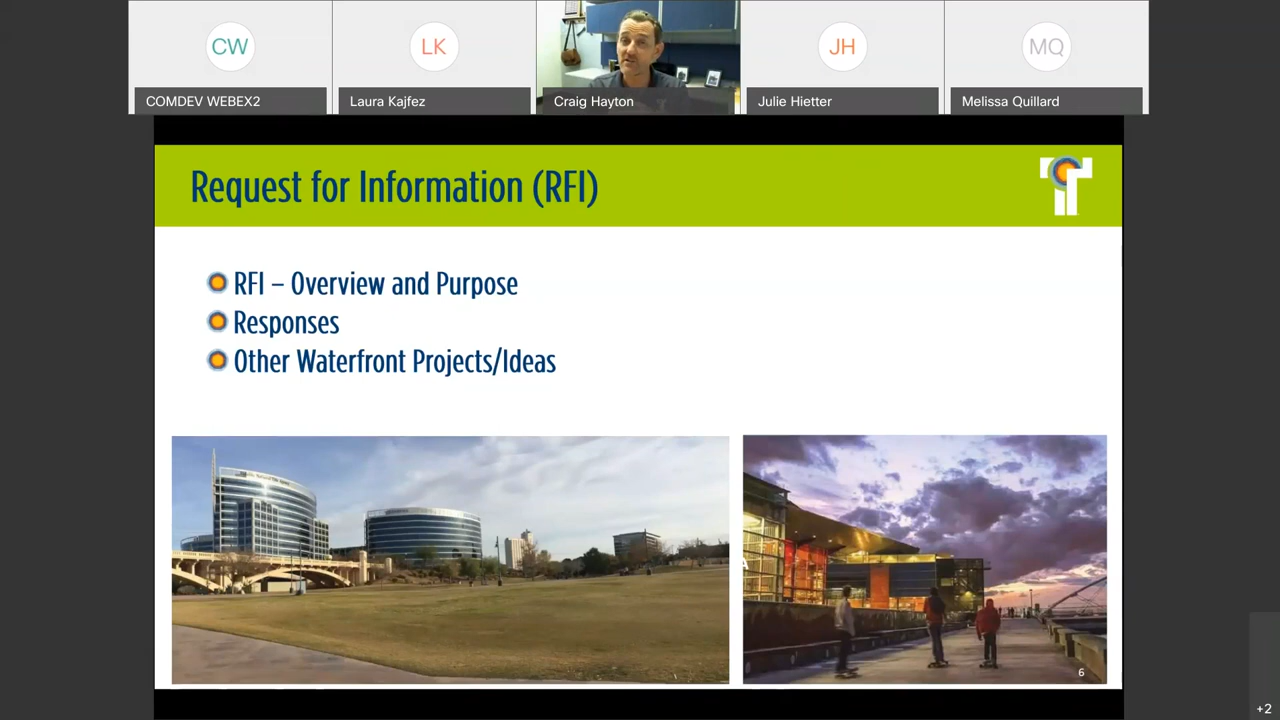 CW
LK
JH
MQ
COMDEV WEBEX2
Laura Kajfez
Craig Hayton
Julie Hietter
Melissa Quillard
Request for Information (RFI)
RFI – Overview and Purpose
Responses
Other Waterfront Projects/Ideas
6
+2